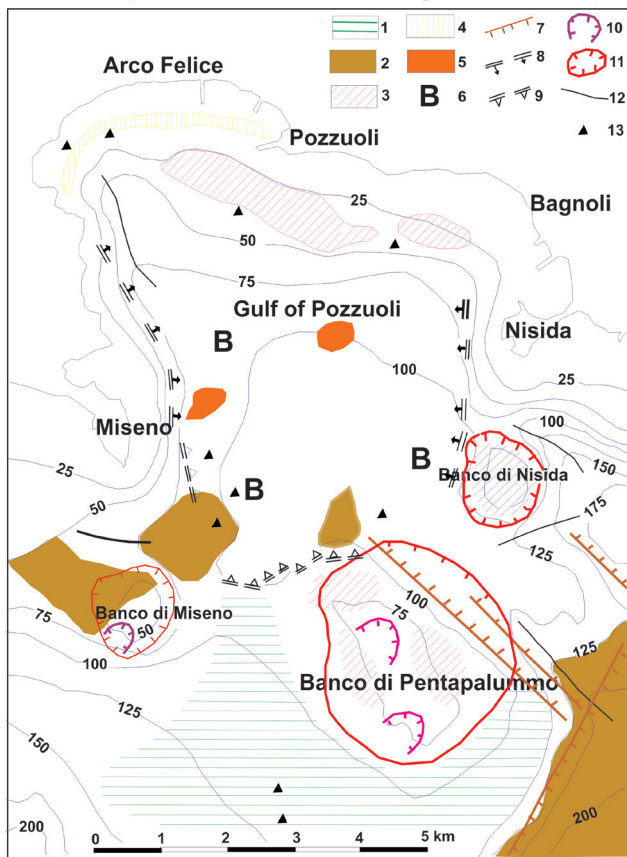 1 4 7 10
2 5 8 11
3 B 6 9 12
13
Arco Felice
Pozzuoli
Bagnoli
25
50
75
Gulf of Pozzuoli
Nisida
B
100
25
Miseno
100
B
Banco di Nisida
150
25
50
B
175
125
75
Banco di Miseno
50
100
75
100
125
Banco di Pentapalummo
125
150
200
200
0 1 2 3 4 5 km